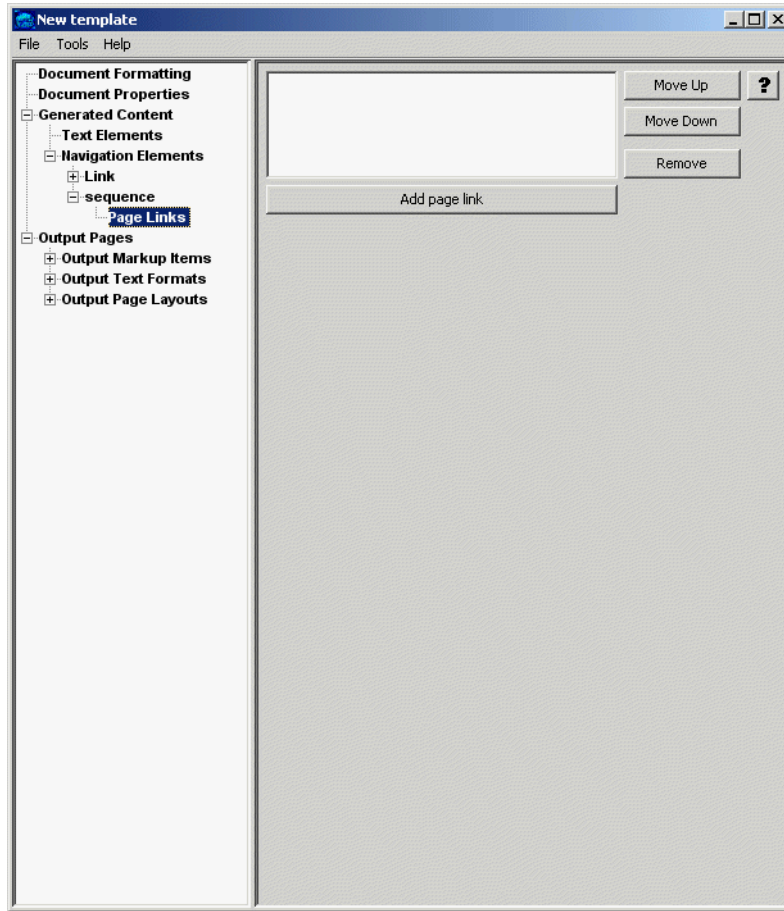 New template
File Tools Help
Document Formatting
Document Properties
Generated Content
Text Elements
Navigation Elements
Link
sequence
Page Links
Output Pages
Output Markup Items
Output Text Formats
Output Page Layouts
Move Up ?
Move Down
Remove
Add page link